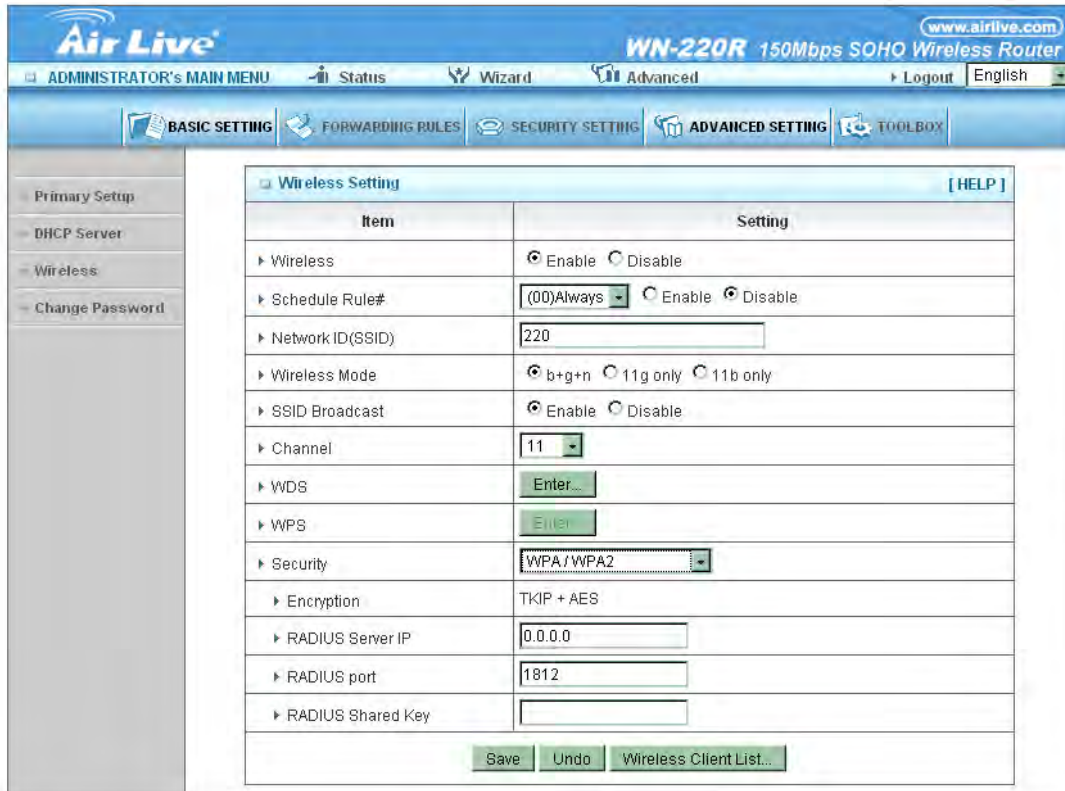 Air Live
www.airlive.com
WN-220R 150Mbps SOHO Wireless Router
ADMINISTRATOR's MAIN MENU Status Wizard Advanced Logout English
BASIC SETTING FORWARDING RULES SECURITY SETTING ADVANCED SETTING TOOLBOX
Primary Setup
DHCP Server
Wireless
Change Password
Wireless Setting [ HELP ]
Item Setting
Wireless Enable Disable
Schedule Rule# (00)Always Enable Disable
Network ID(SSID) 220
Wireless Mode b+g+n 11g only 11b only
SSID Broadcast Enable Disable
Channel 11
WDS Enter...
WPS Enter...
Security WPA / WPA2
Encryption TKIP + AES
RADIUS Server IP 0.0.0.0
RADIUS port 1812
RADIUS Shared Key
Save Undo Wireless Client List...